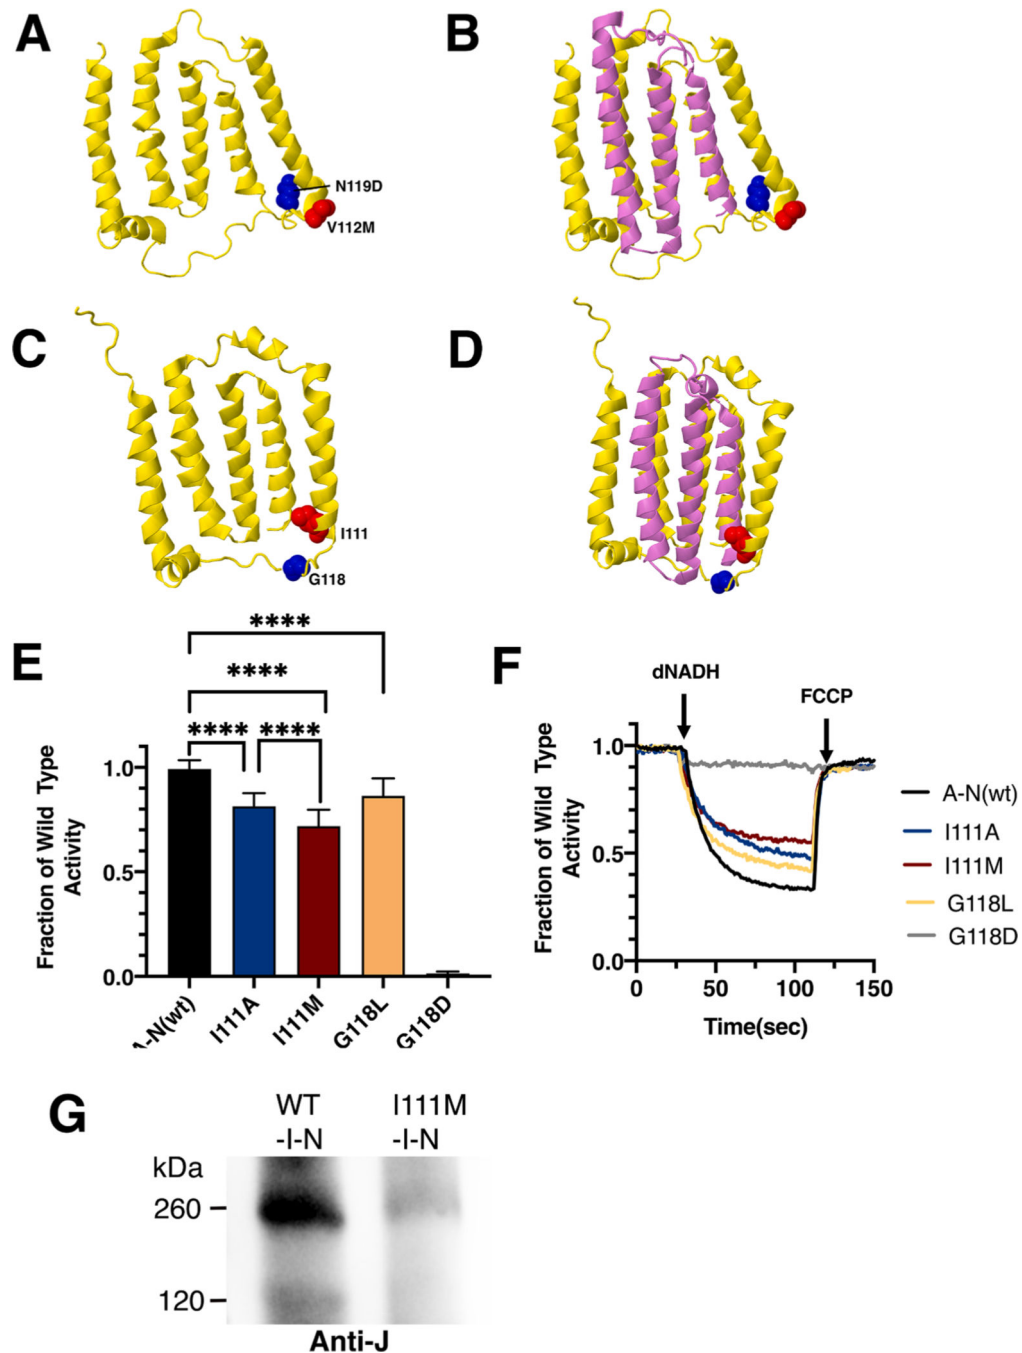 A
B
N119D
V112M
C
D
I111
G118
E
****
****
**** ****
Fraction of Wild Type
Activity
1.0
0.5
0.0
A-N(wt)
I111A
I111M
G118L
G118D
F
dNADH
FCCP
Fraction of Wild Type
Activity
1.0
0.5
0.0
0 50 100 150
Time(sec)
A-N(wt)
I111A
I111M
G118L
G118D
G
WT I111M
-I-N -I-N
kDa
260
120
Anti-J